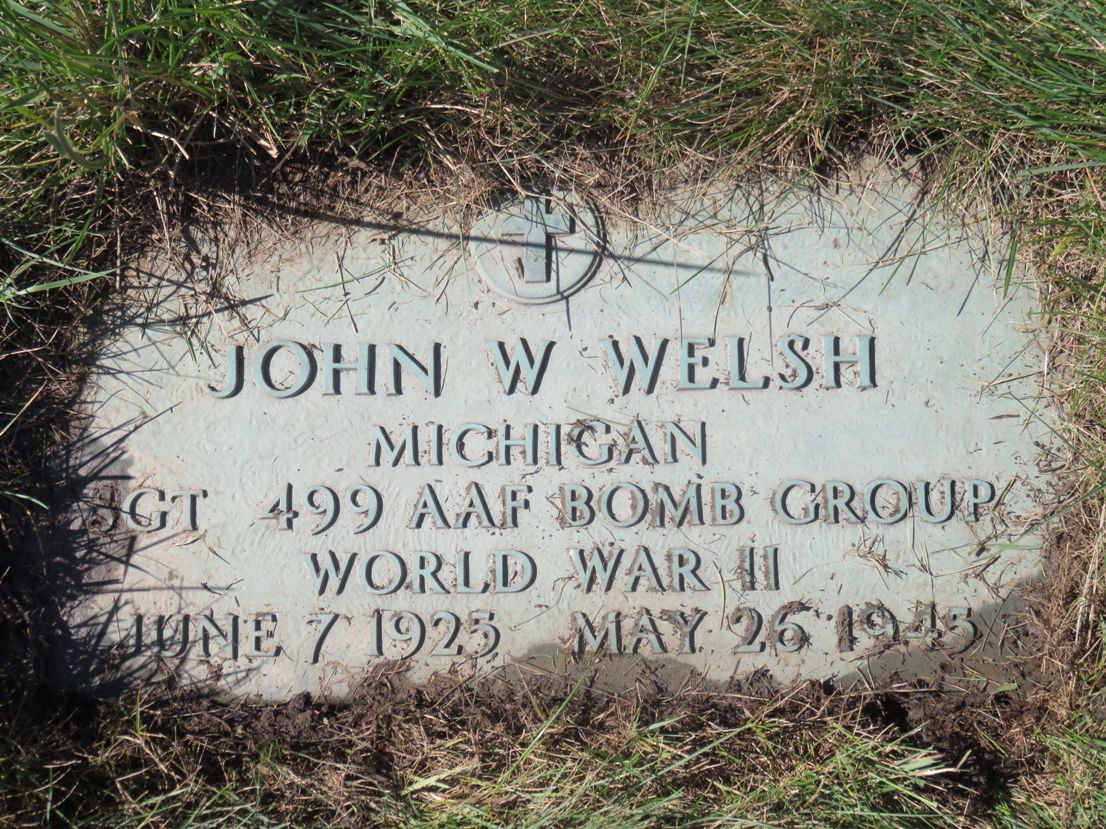 JOHN W WELSH
MICHIGAN
SGT 499 AAF BOMB GROUP
WORLD WAR II
JUNE 7 1925 MAY 26 1945